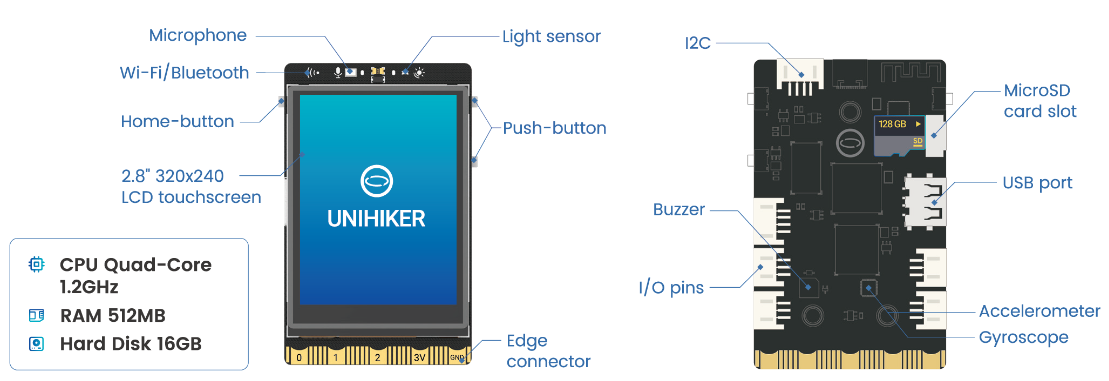 Microphone
Light sensor
Wi-Fi/Bluetooth
Home-button
Push-button
2.8" 320x240
LCD touchscreen
UNIHIKER
CPU Quad-Core
1.2GHz
RAM 512MB
Hard Disk 16GB
0 1 2 3V GND
Edge
connector
I2C
MicroSD
card slot
128 GB
SD
USB port
Buzzer
I/O pins
Accelerometer
Gyroscope